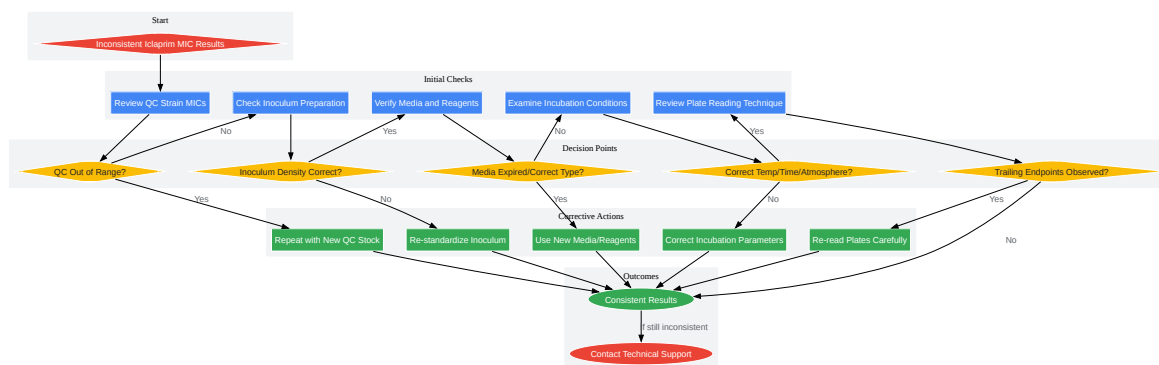 Start
Inconsistent Iclaprim MIC Results
Initial Checks
Review QC Strain MICs
Check Inoculum Preparation
Verify Media and Reagents
Examine Incubation Conditions
Review Plate Reading Technique
No
Yes
No
Yes
Decision Points
QC Out of Range?
Inoculum Density Correct?
Media Expired/Correct Type?
Correct Temp/Time/Atmosphere?
Trailing Endpoints Observed?
Yes
No
Yes
No
Yes
Corrective Actions
Repeat with New QC Stock
Re-standardize Inoculum
Use New Media/Reagents
Correct Incubation Parameters
Re-read Plates Carefully
No
Outcomes
Consistent Results
If still inconsistent
Contact Technical Support